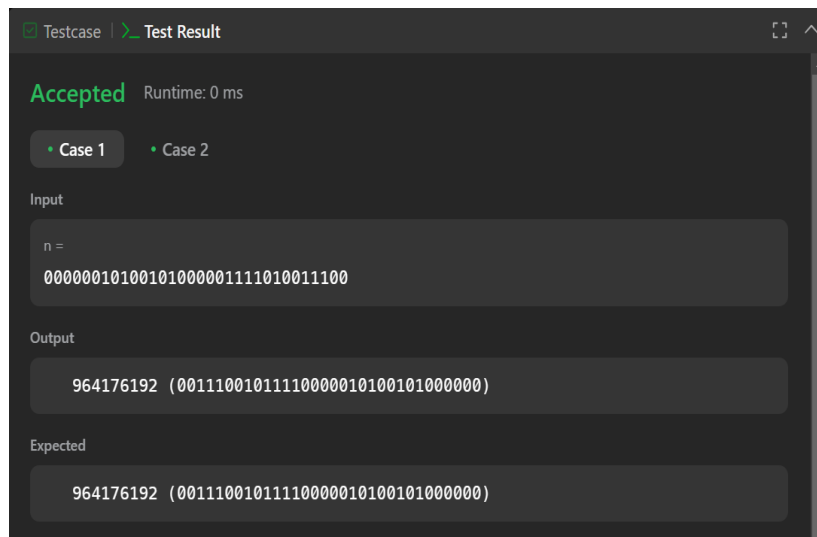 Testcase | >_ Test Result
Accepted Runtime: 0 ms
• Case 1 • Case 2
Input
n =
00000010100101000001111010011100
Output
964176192 (00111001011110000010100101000000)
Expected
964176192 (00111001011110000010100101000000)